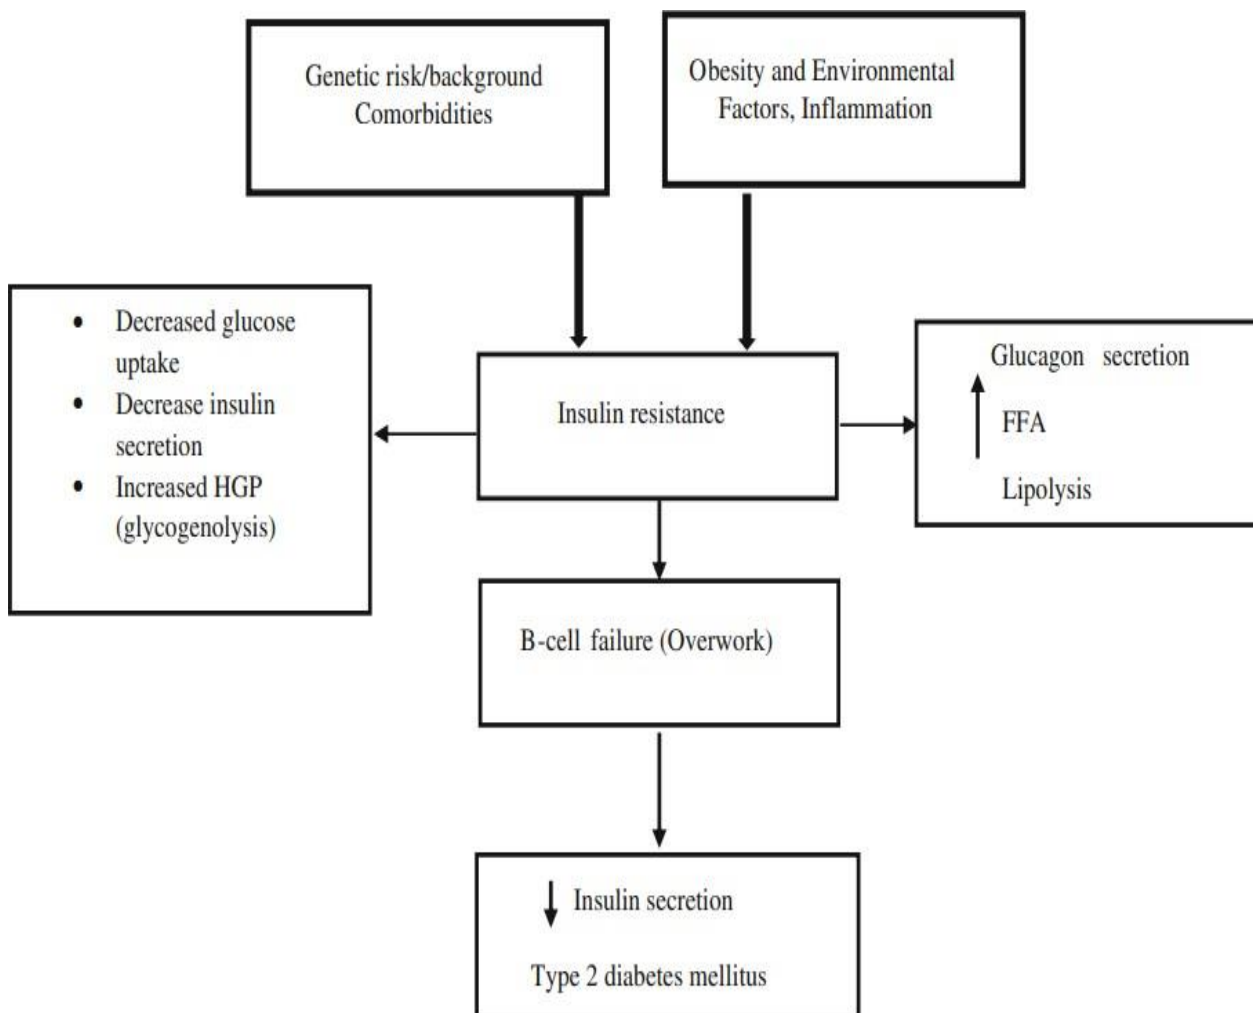 Genetic risk/background
Comorbidities
Obesity and Environmental
Factors, Inflammation
• Decreased glucose
uptake
• Decrease insulin
secretion
• Increased HGP
(glycogenolysis)
Insulin resistance
Glucagon secretion
FFA
Lipolysis
B-cell failure (Overwork)
Insulin secretion
Type 2 diabetes mellitus